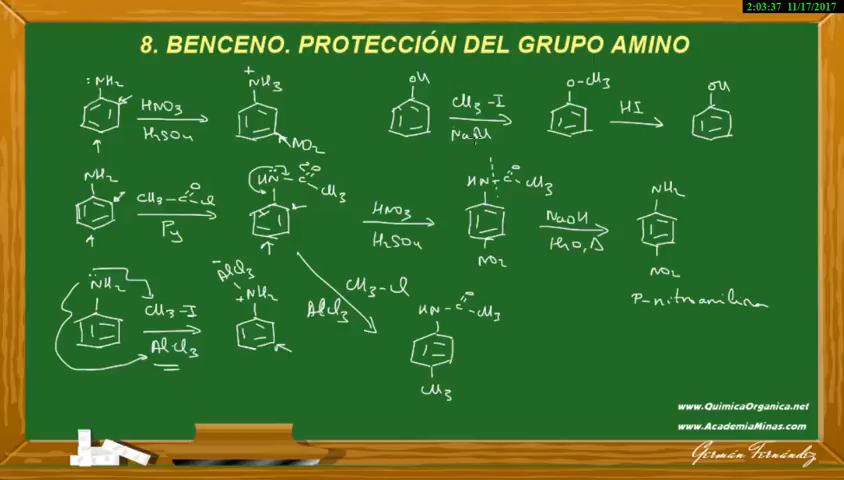 2:03:37 11/17/2017
8. BENCENO. PROTECCIÓN DEL GRUPO AMINO
:NH₂ HNO₃ H₂SO₄ ⁺NH₃ NO₂ OH CH₃-I NaOH O-CH₃ HI OH
NH₂ CH₃-C Cl O Py HN̈-C O CH₃ HNO₃ H₂SO₄ HN-C O CH₃ NO₂ NaOH H₂O, Δ NH₂ NO₂
p-nitroanilina
N̈H₂ CH₃-I AlCl₃ ⁻AlCl₃ ⁺NH₂ CH₃-Cl AlCl₃ HN-C O CH₃ CH₃
www.QuimicaOrganica.net
www.AcademiaMinas.com
Germán Fernández